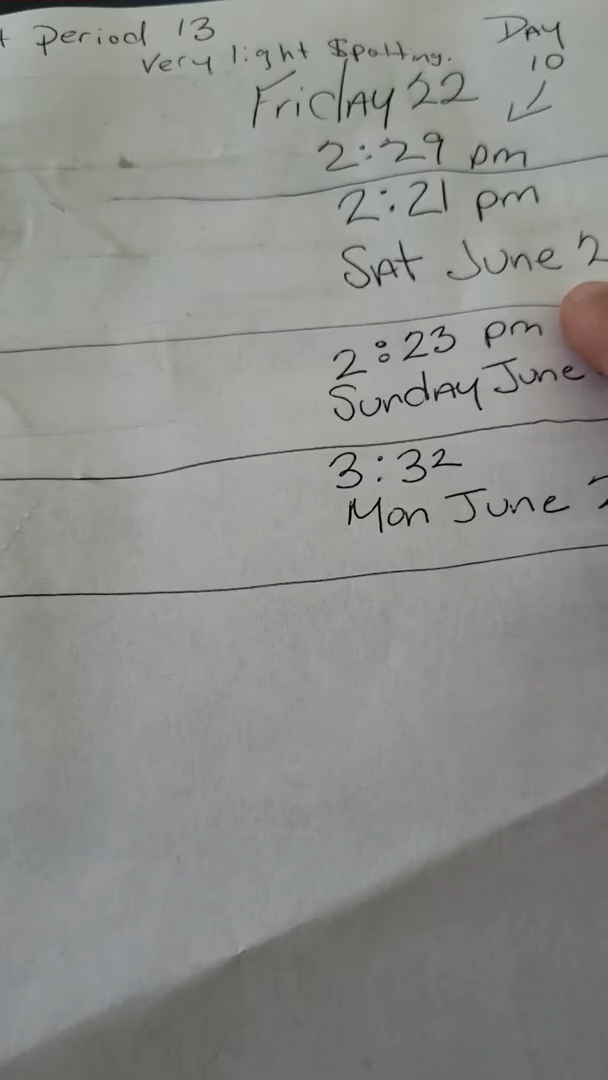 Period 13
DAY
very light spotting.
10
Friday 22
2:29 pm
2:21 pm
SAt June 2
2:23 pm
Sunday June
3:32
Mon June